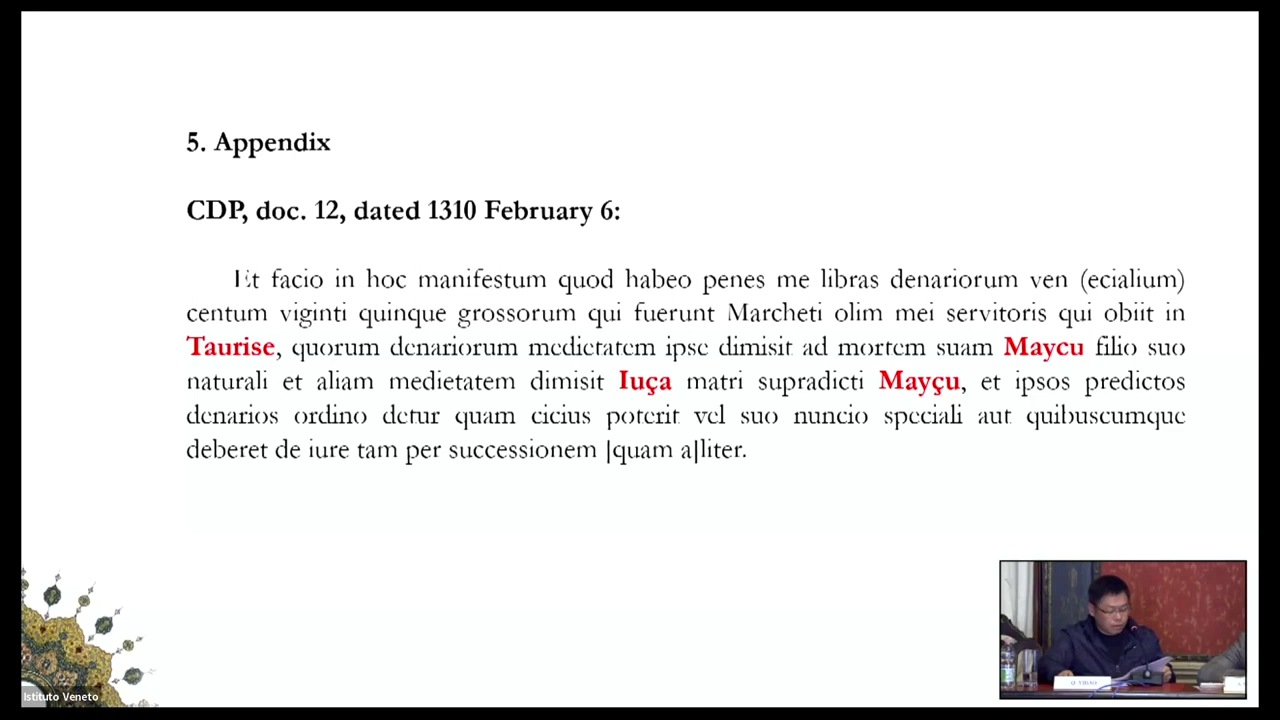 5. Appendix
CDP, doc. 12, dated 1310 February 6:
Et facio in hoc manifestum quod habeo penes me libras denariorum ven (ecialium)
centum viginti quinque grossorum qui fuerunt Marcheti olim mei servitoris qui obiit in
Taurise, quorum denariorum medietatem ipse dimisit ad mortem suam Maycu filio suo
naturali et aliam medietatem dimisit Iuça matri supradicti Mayçu, et ipsos predictos
denarios ordino detur quam cicius poterit vel suo nuncio speciali aut quibuscumque
deberet de iure tam per successionem |quam a|liter.
Istituto Veneto